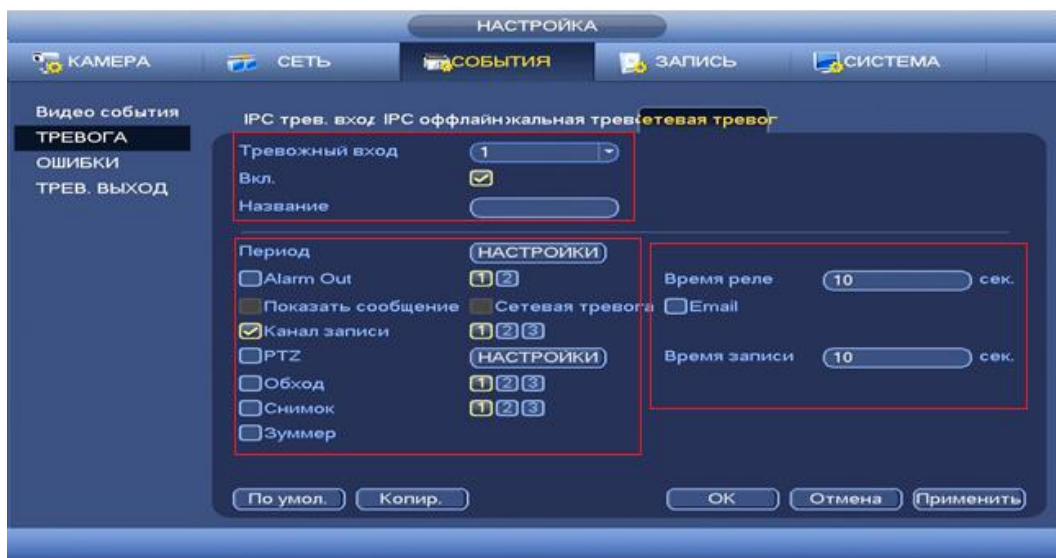 НАСТРОЙКА
КАМЕРА СЕТЬ СОБЫТИЯ ЗАПИСЬ СИСТЕМА
Видео события
ТРЕВОГА
ОШИБКИ
ТРЕВ. ВЫХОД
IPC трев. вход IPC оффлайн кальная трев етевая тревог
Тревожный вход 1
Вкл.
Название
Период НАСТРОЙКИ
Alarm Out 1 2 Время реле 10 сек.
Показать сообщение Сетевая тревога Email
Канал записи 1 2 3
PTZ НАСТРОЙКИ Время записи 10 сек.
Обход 1 2 3
Снимок 1 2 3
Зуммер
По умол. Копир. ОК Отмена Применить